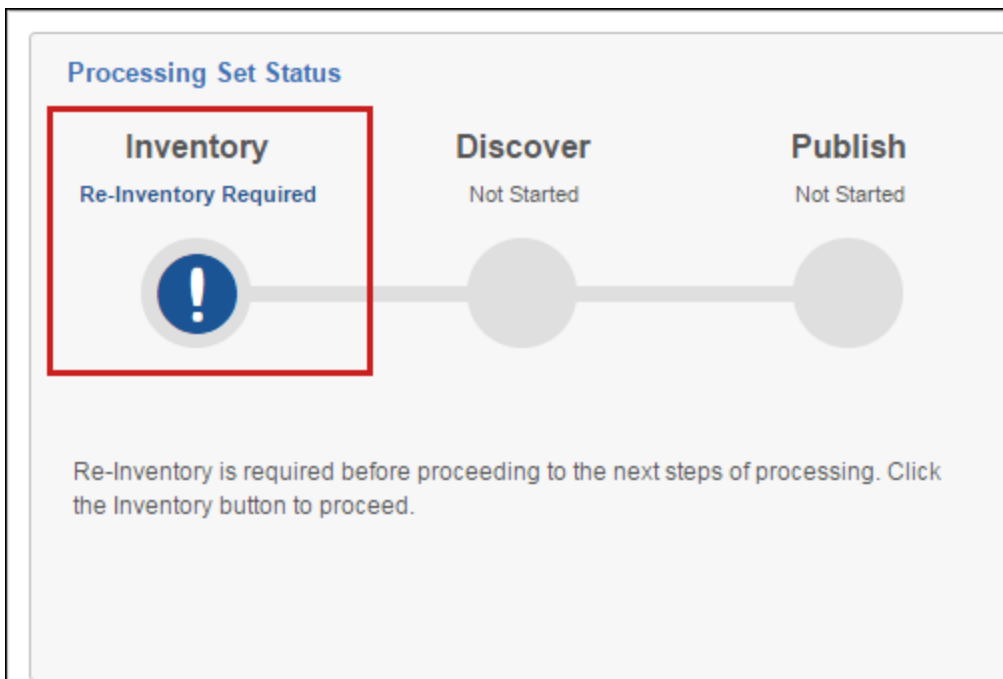 Processing Set Status
Inventory Discover Publish
Re-Inventory Required Not Started Not Started
!
Re-Inventory is required before proceeding to the next steps of processing. Click
the Inventory button to proceed.